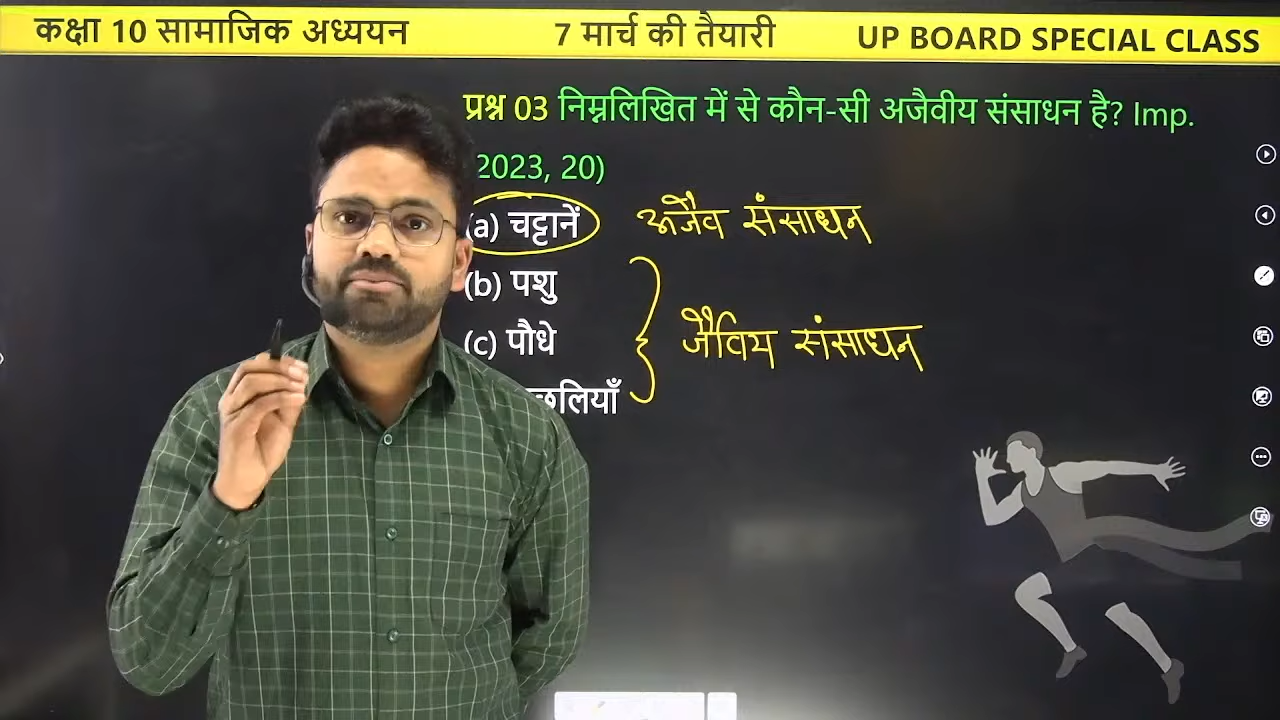 कक्षा 10 सामाजिक अध्ययन 7 मार्च की तैयारी UP BOARD SPECIAL CLASS
प्रश्न 03 निम्नलिखित में से कौन-सी अजैवीय संसाधन है? Imp.
2023, 20)
(a) चट्टानें अजैव संसाधन
(b) पशु
(c) पौधे जैविय संसाधन
छलियाँ